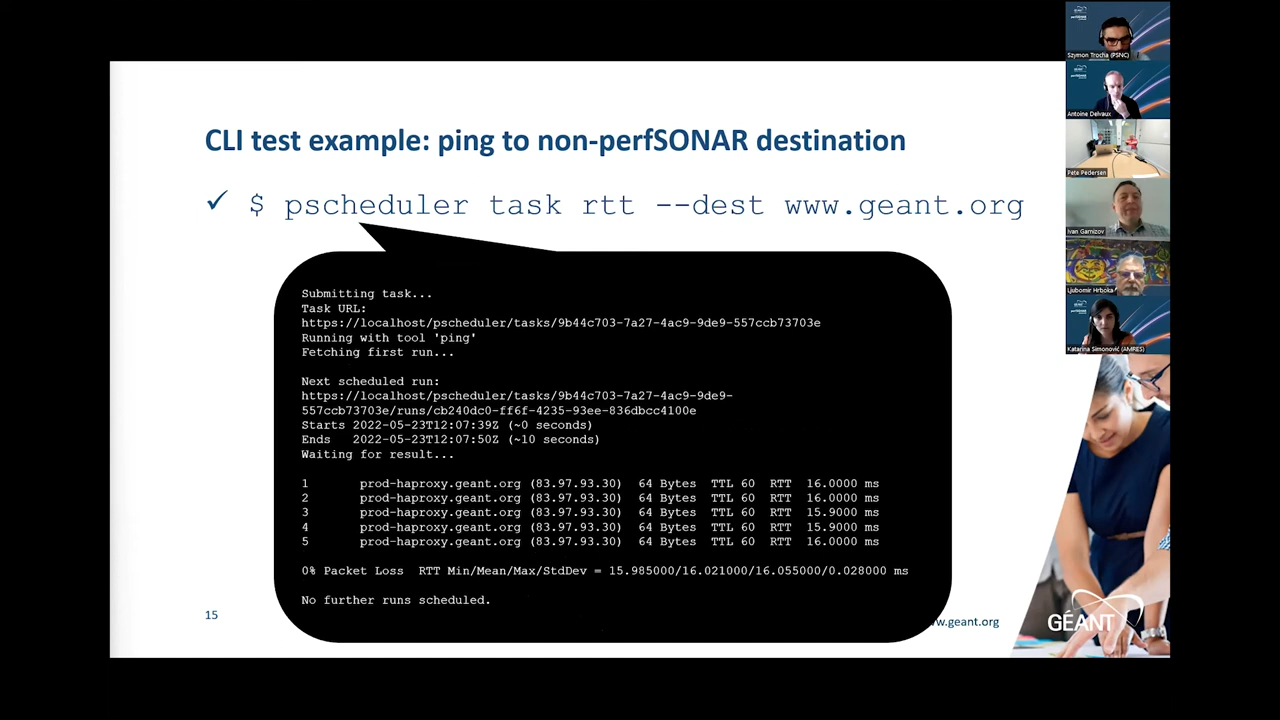 CLI test example: ping to non-perfSONAR destination
✓ $ pscheduler task rtt --dest www.geant.org
Submitting task...
Task URL:
https://localhost/pscheduler/tasks/9b44c703-7a27-4ac9-9de9-557ccb73703e
Running with tool 'ping'
Fetching first run...
Next scheduled run:
https://localhost/pscheduler/tasks/9b44c703-7a27-4ac9-9de9-
557ccb73703e/runs/cb240dc0-ff6f-4235-93ee-836dbcc4100e
Starts 2022-05-23T12:07:39Z (~0 seconds)
Ends 2022-05-23T12:07:50Z (~10 seconds)
Waiting for result...
1 prod-haproxy.geant.org (83.97.93.30) 64 Bytes TTL 60 RTT 16.0000 ms
2 prod-haproxy.geant.org (83.97.93.30) 64 Bytes TTL 60 RTT 16.0000 ms
3 prod-haproxy.geant.org (83.97.93.30) 64 Bytes TTL 60 RTT 15.9000 ms
4 prod-haproxy.geant.org (83.97.93.30) 64 Bytes TTL 60 RTT 15.9000 ms
5 prod-haproxy.geant.org (83.97.93.30) 64 Bytes TTL 60 RTT 16.0000 ms
0% Packet Loss RTT Min/Mean/Max/StdDev = 15.985000/16.021000/16.055000/0.028000 ms
No further runs scheduled.
15
w.geant.org
GÉANT
Szymon Trocha (PSNC)
Antoine Delvaux
Pete Pedersen
Ivan Garnizov
Ljubomir Hrboka
Katarina Simonović (AMRES)